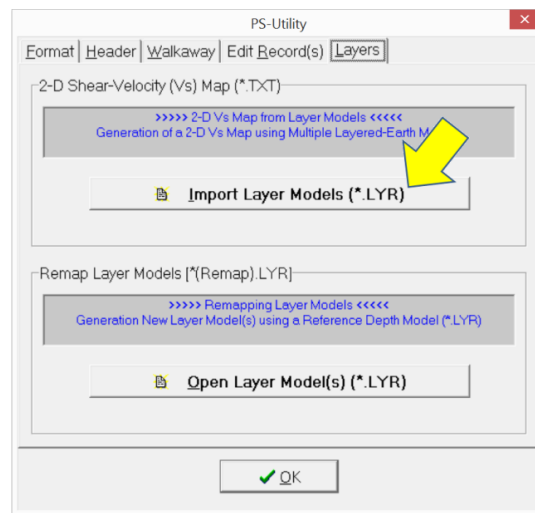 PS-Utility
Format Header Walkaway Edit Record(s) Layers
2-D Shear-Velocity (Vs) Map (*.TXT)
>>>>> 2-D Vs Map from Layer Models <<<<<
Generation of a 2-D Vs Map using Multiple Layered-Earth M
Import Layer Models (*.LYR)
Remap Layer Models [*(Remap).LYR]
>>>>> Remapping Layer Models <<<<<
Generation New Layer Model(s) using a Reference Depth Model (*.LYR)
Open Layer Model(s) (*.LYR)
OK